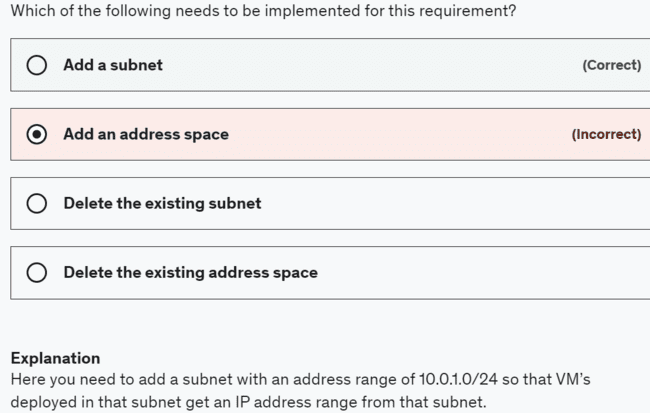 Which of the following needs to be implemented for this requirement?
Add a subnet (Correct)
Add an address space (Incorrect)
Delete the existing subnet
Delete the existing address space
Explanation
Here you need to add a subnet with an address range of 10.0.1.0/24 so that VM's
deployed in that subnet get an IP address range from that subnet.